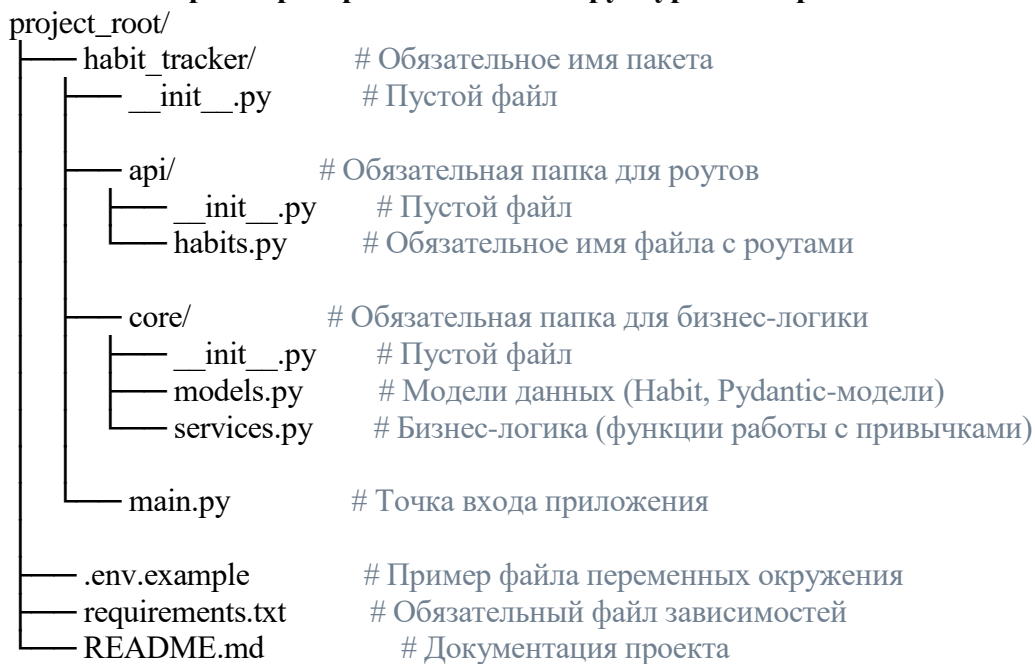 project_root/
├── habit_tracker/ # Обязательное имя пакета
│ ├── __init__.py # Пустой файл
│ ├── api/ # Обязательная папка для роутов
│ │ ├── __init__.py # Пустой файл
│ │ └── habits.py # Обязательное имя файла с роутами
│ ├── core/ # Обязательная папка для бизнес-логики
│ │ ├── __init__.py # Пустой файл
│ │ ├── models.py # Модели данных (Habit, Pydantic-модели)
│ │ └── services.py # Бизнес-логика (функции работы с привычками)
│ └── main.py # Точка входа приложения
├── .env.example # Пример файла переменных окружения
├── requirements.txt # Обязательный файл зависимостей
└── README.md # Документация проекта